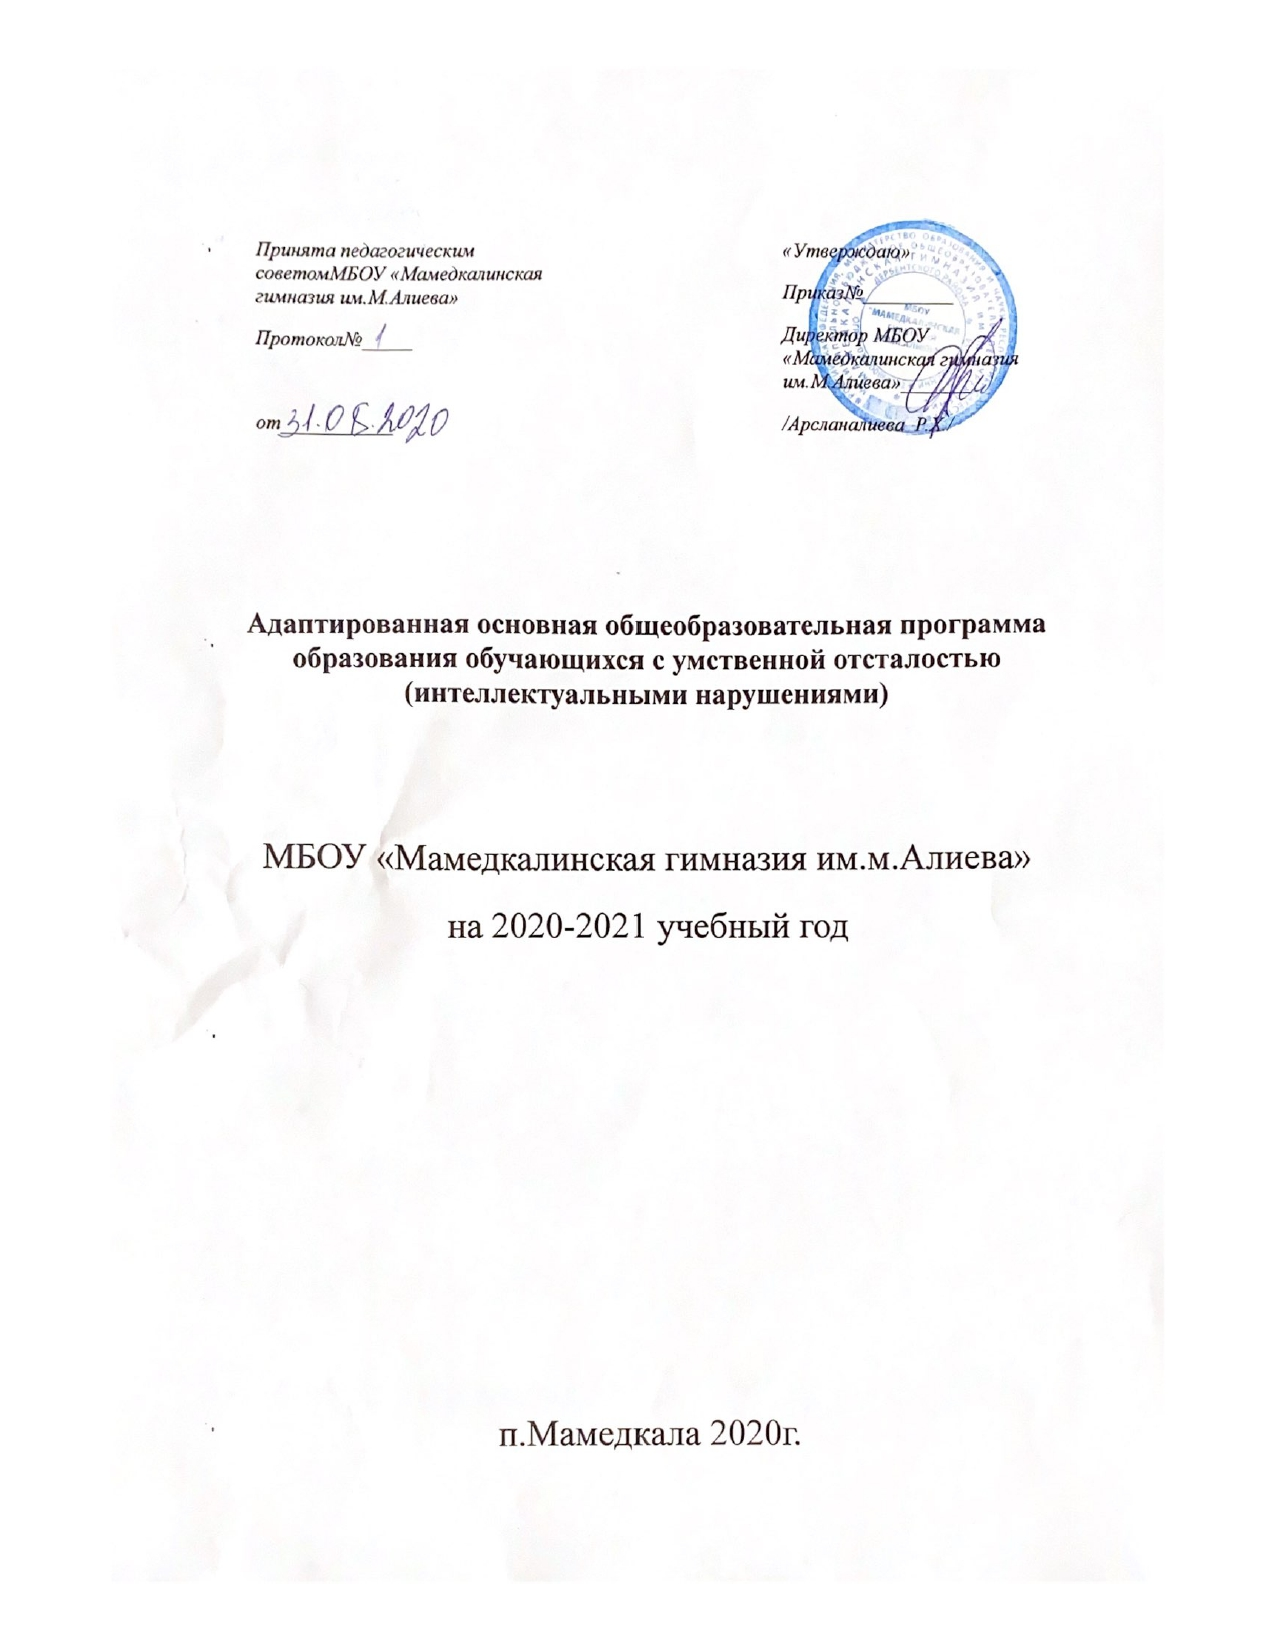 Принята педагогическим
советомМБОУ «Мамедкалинская
гимназия им.М.Алиева»
Протокол№ 1
от 31.08.2020
«Утверждаю»
Приказ№
Директор МБОУ
«Мамедкалинская гимназия
им.М.Алиева»
/Арсланалиева Р.Х./
Адаптированная основная общеобразовательная программа
образования обучающихся с умственной отсталостью
(интеллектуальными нарушениями)
МБОУ «Мамедкалинская гимназия им.м.Алиева»
на 2020-2021 учебный год
п.Мамедкала 2020г.